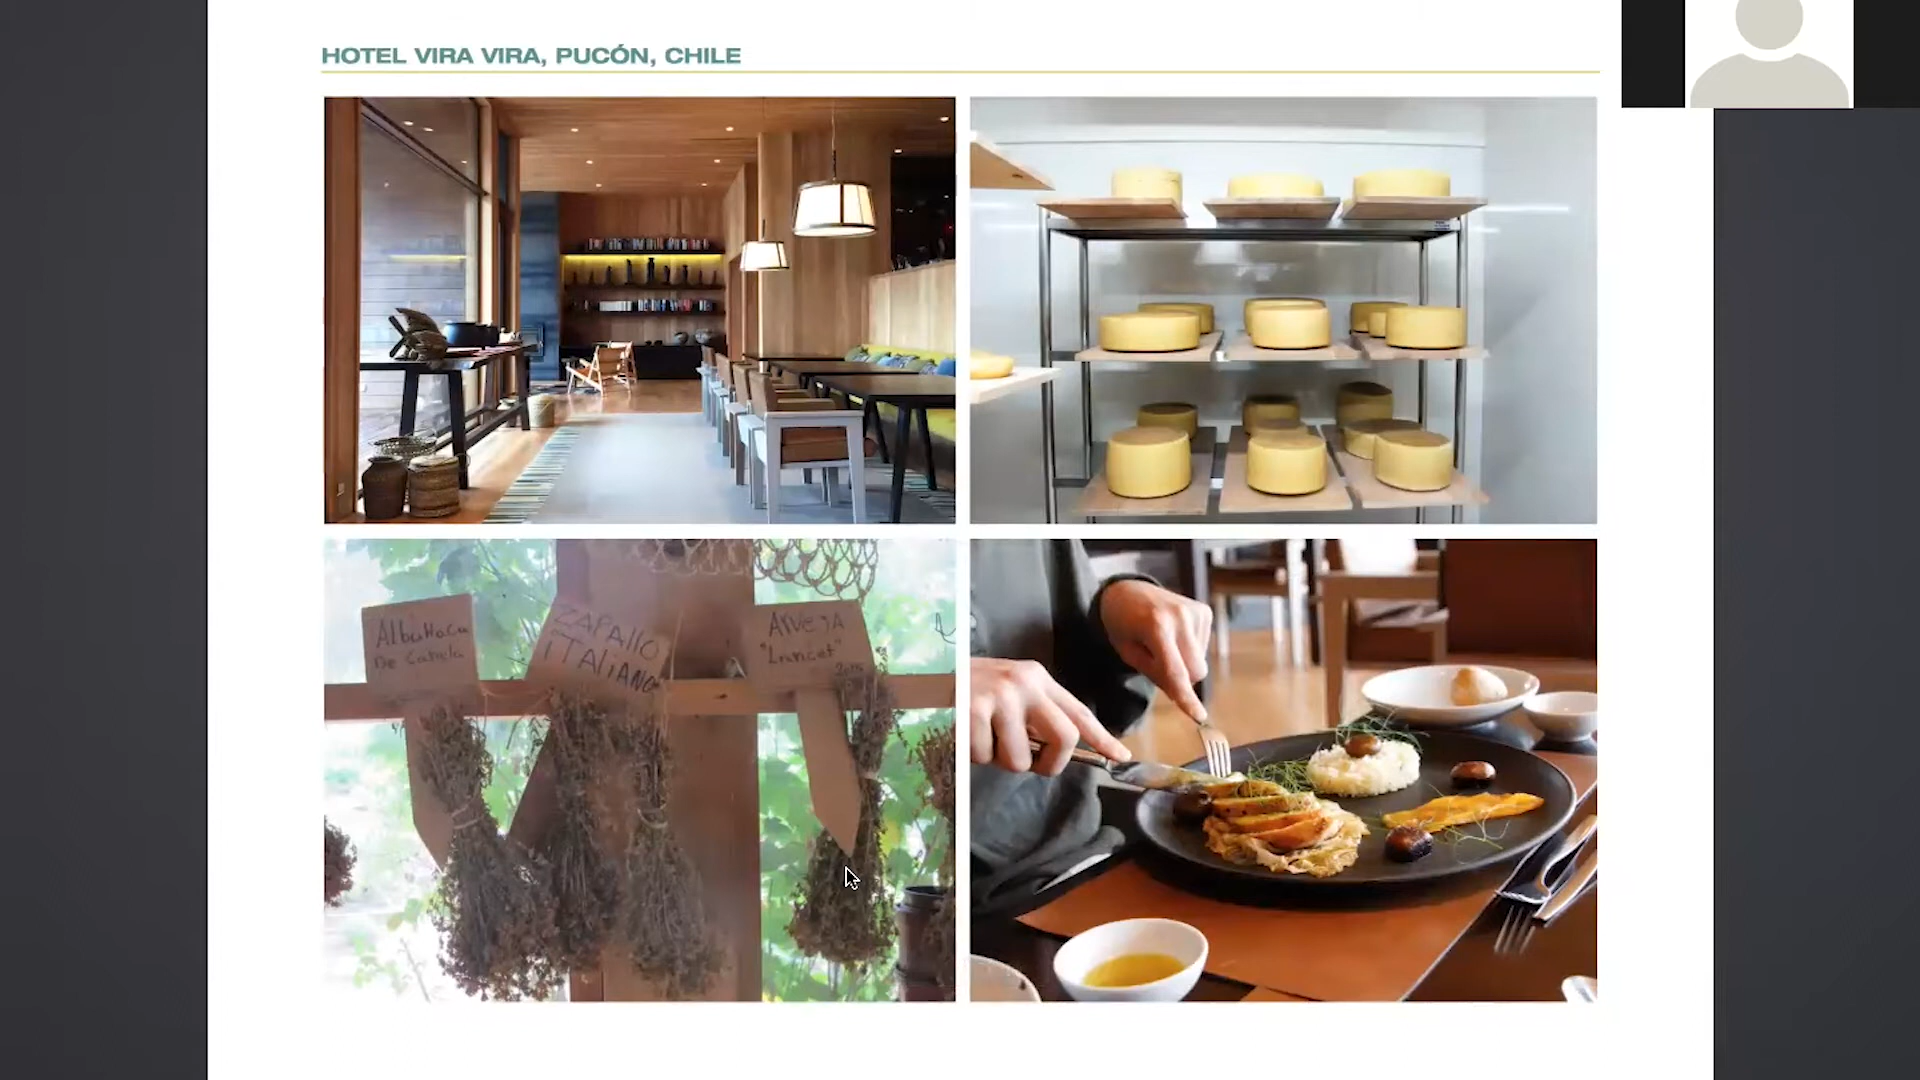 HOTEL VIRA VIRA, PUCÓN, CHILE
Albahaca
De Canela
ZAPALLO
iTALiANO
ARVEJA
"Lancet"